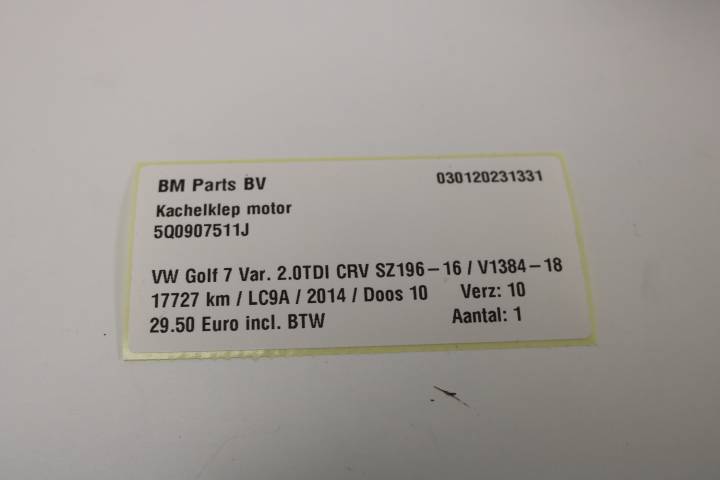 BM Parts BV 030120231331
Kachelklep motor
5Q0907511J
VW Golf 7 Var. 2.0TDI CRV SZ196-16 / V1384-18
17727 km / LC9A / 2014 / Doos 10 Verz: 10
29.50 Euro incl. BTW Aantal: 1